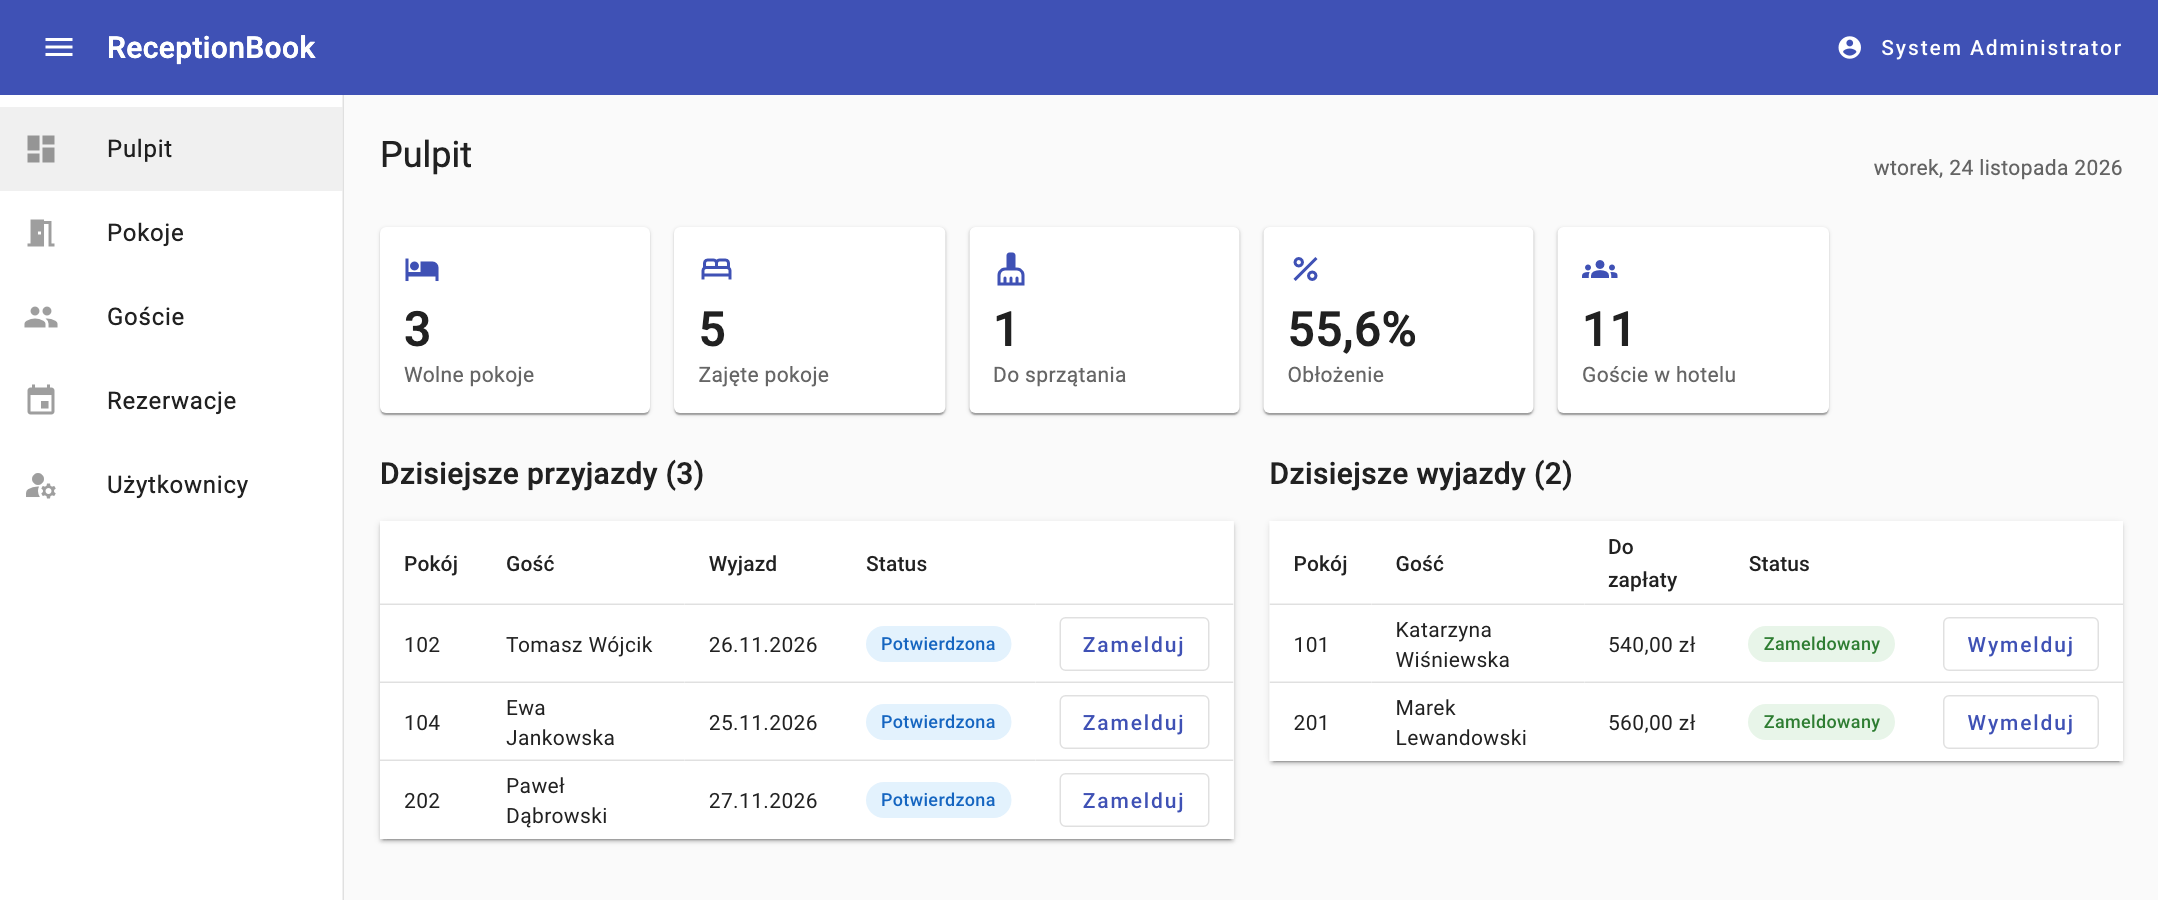 ReceptionBook
System Administrator
Pulpit
Pokoje
Goście
Rezerwacje
Użytkownicy
Pulpit
wtorek, 24 listopada 2026
3
Wolne pokoje
5
Zajęte pokoje
1
Do sprzątania
55,6%
Obłożenie
11
Goście w hotelu
Dzisiejsze przyjazdy (3)
Pokój Gość Wyjazd Status
102 Tomasz Wójcik 26.11.2026 Potwierdzona Zamelduj
104 Ewa Jankowska 25.11.2026 Potwierdzona Zamelduj
202 Paweł Dąbrowski 27.11.2026 Potwierdzona Zamelduj
Dzisiejsze wyjazdy (2)
Pokój Gość Do zapłaty Status
101 Katarzyna Wiśniewska 540,00 zł Zameldowany Wymelduj
201 Marek Lewandowski 560,00 zł Zameldowany Wymelduj